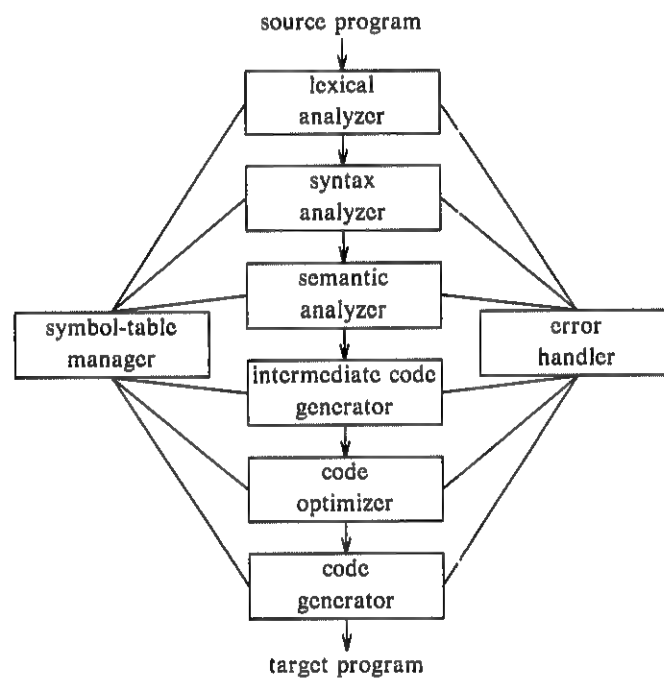 source program
lexical
analyzer
syntax
analyzer
semantic
analyzer
symbol-table
manager
error
handler
intermediate code
generator
code
optimizer
code
generator
target program